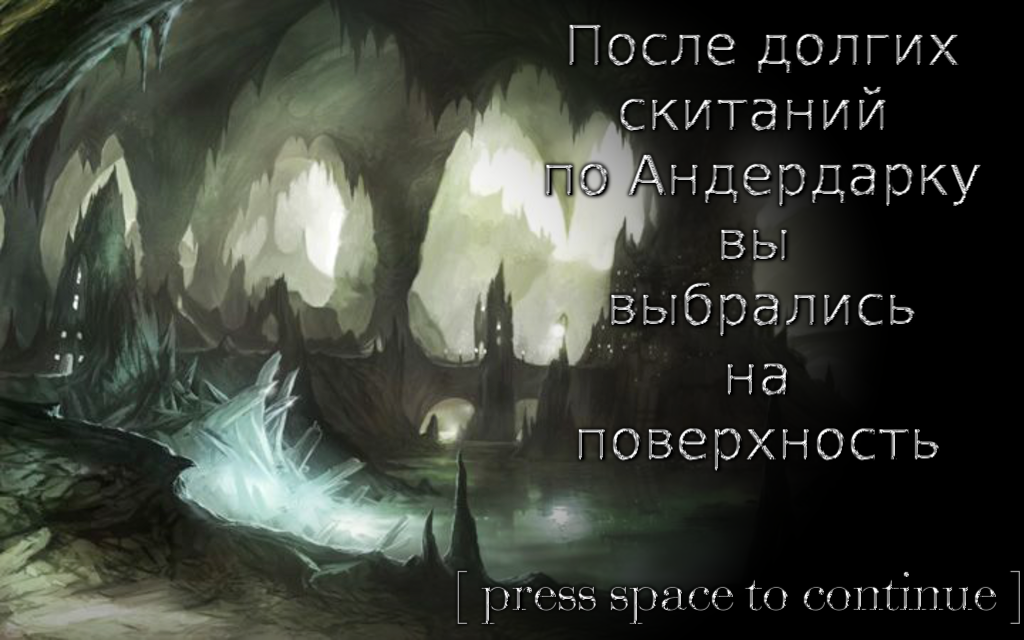 После долгих
скитаний
по Андердарку
вы
выбрались
на
поверхность
[ press space to continue ]